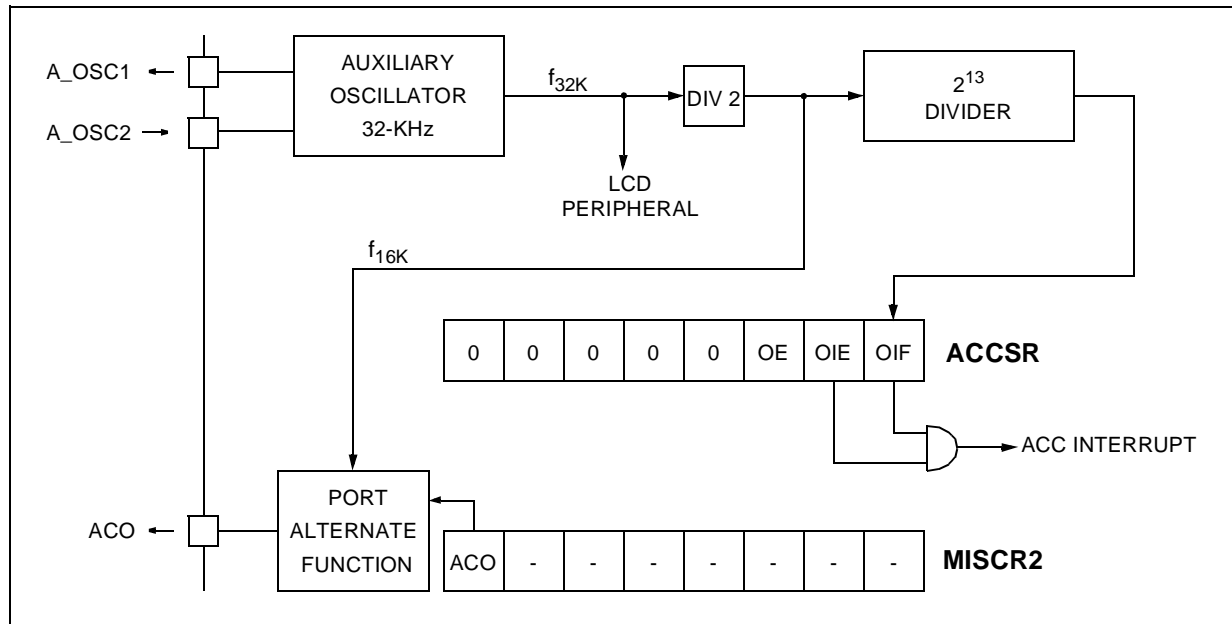 A_OSC1
A_OSC2
AUXILIARY
OSCILLATOR
32-KHz
f32K
DIV 2
2^13
DIVIDER
LCD
PERIPHERAL
f16K
0 0 0 0 0 OE OIE OIF ACCSR
ACC INTERRUPT
ACO
PORT
ALTERNATE
FUNCTION
ACO - - - - - - - MISCR2